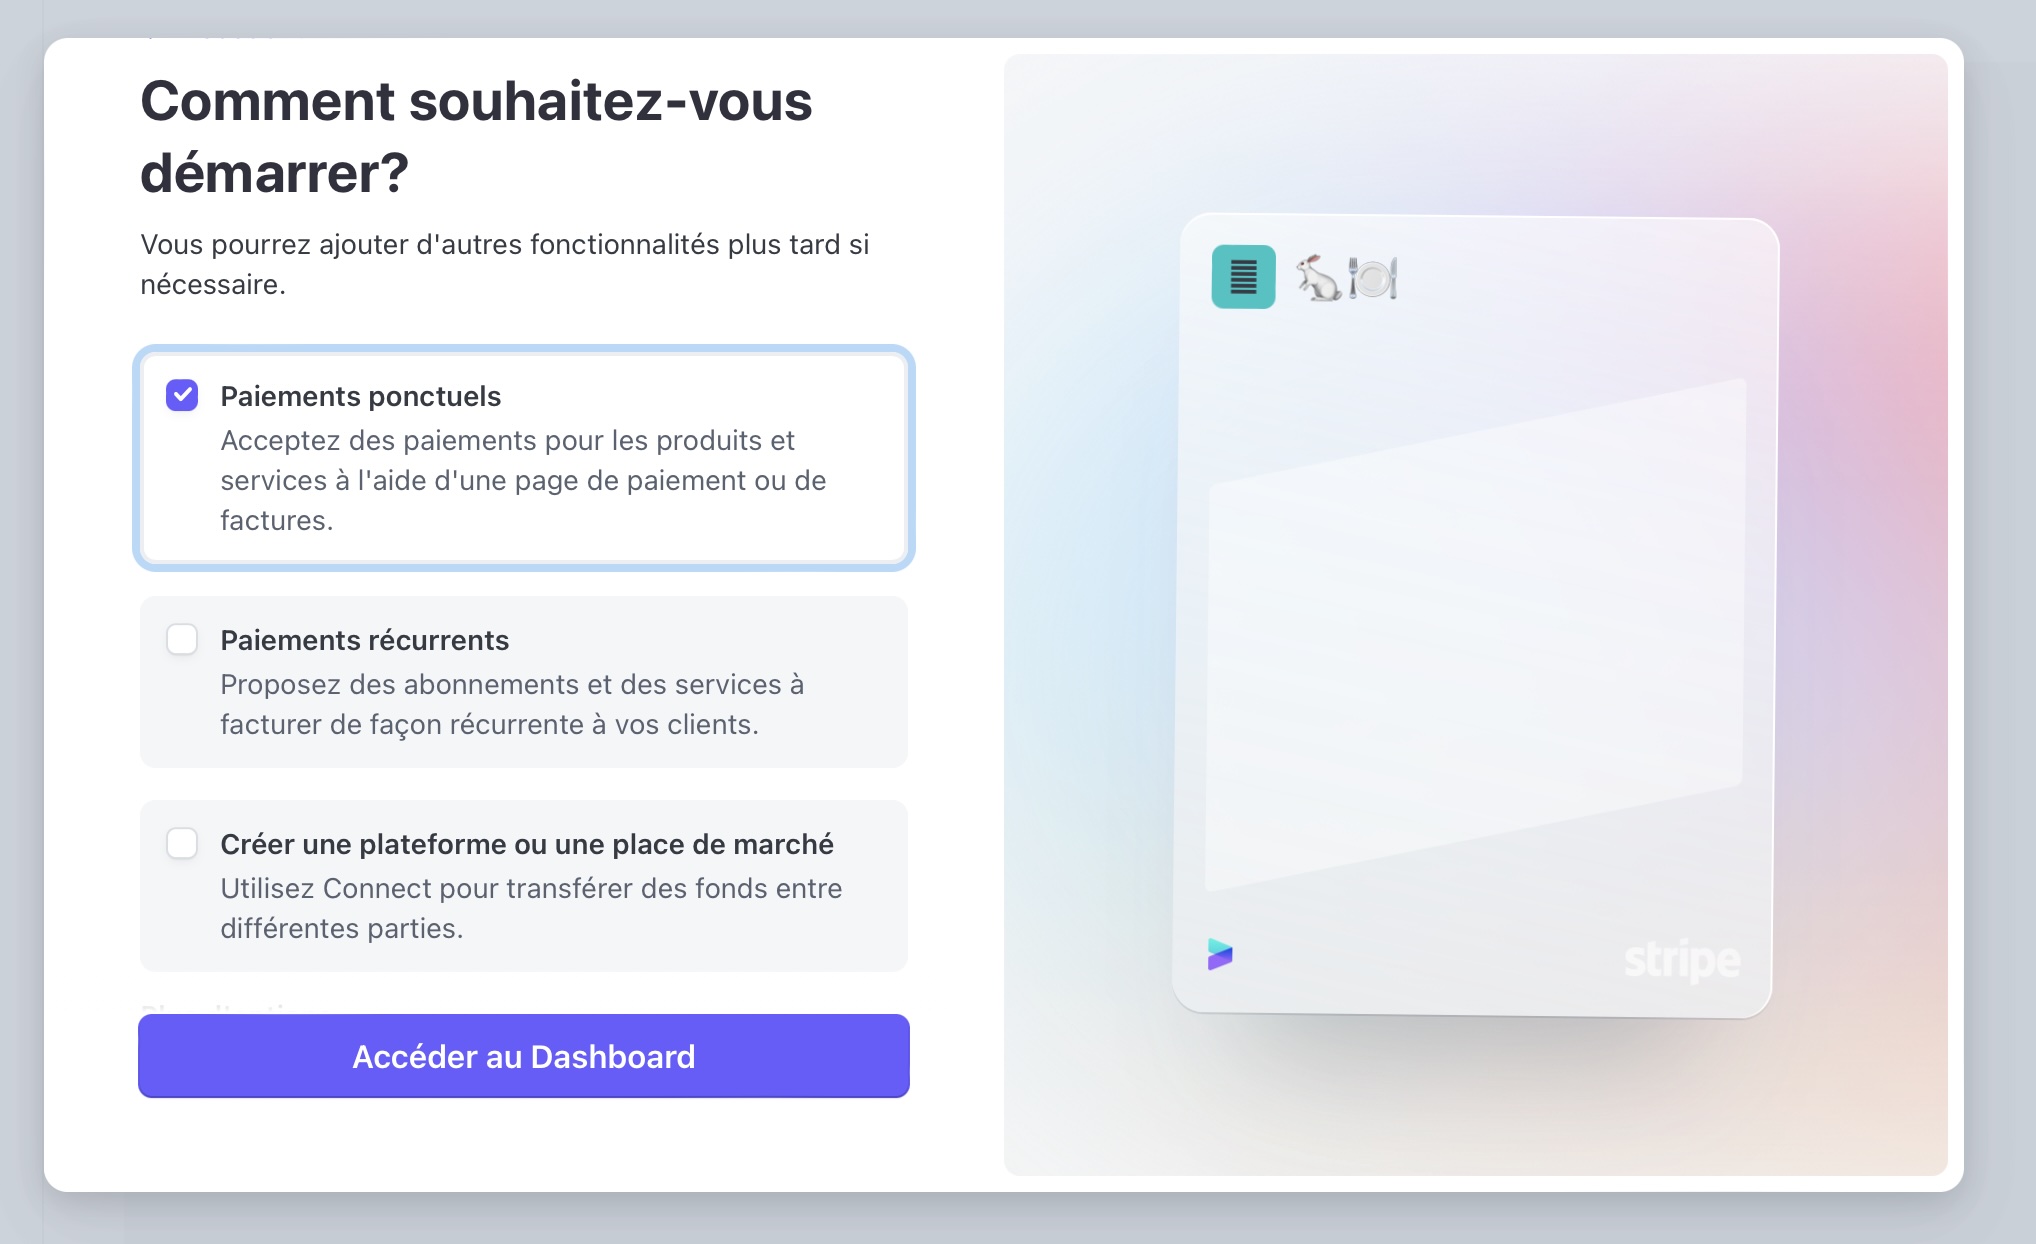 Comment souhaitez-vous
démarrer?
Vous pourrez ajouter d'autres fonctionnalités plus tard si
nécessaire.
Paiements ponctuels
Acceptez des paiements pour les produits et
services à l'aide d'une page de paiement ou de
factures.
Paiements récurrents
Proposez des abonnements et des services à
facturer de façon récurrente à vos clients.
Créer une plateforme ou une place de marché
Utilisez Connect pour transférer des fonds entre
différentes parties.
Accéder au Dashboard
🐇🍽️
stripe